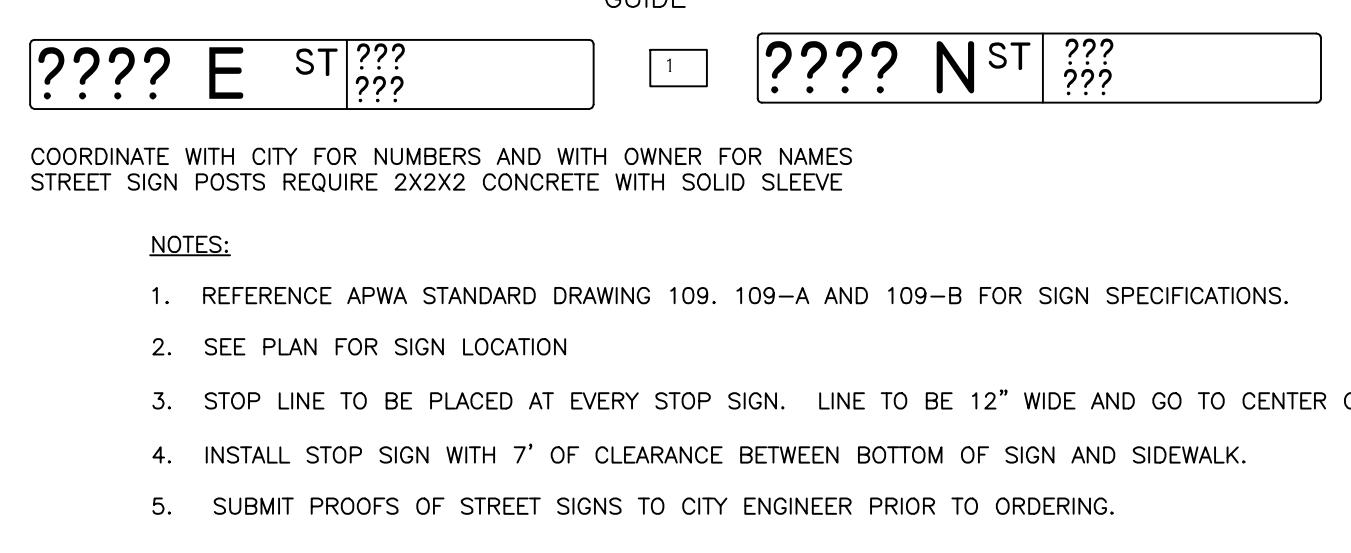 GUIDE
???? E ST ???
???
1
???? N ST ???
???
COORDINATE WITH CITY FOR NUMBERS AND WITH OWNER FOR NAMES
STREET SIGN POSTS REQUIRE 2X2X2 CONCRETE WITH SOLID SLEEVE
NOTES:
1. REFERENCE APWA STANDARD DRAWING 109. 109-A AND 109-B FOR SIGN SPECIFICATIONS.
2. SEE PLAN FOR SIGN LOCATION
3. STOP LINE TO BE PLACED AT EVERY STOP SIGN. LINE TO BE 12" WIDE AND GO TO CENTER
4. INSTALL STOP SIGN WITH 7' OF CLEARANCE BETWEEN BOTTOM OF SIGN AND SIDEWALK.
5. SUBMIT PROOFS OF STREET SIGNS TO CITY ENGINEER PRIOR TO ORDERING.